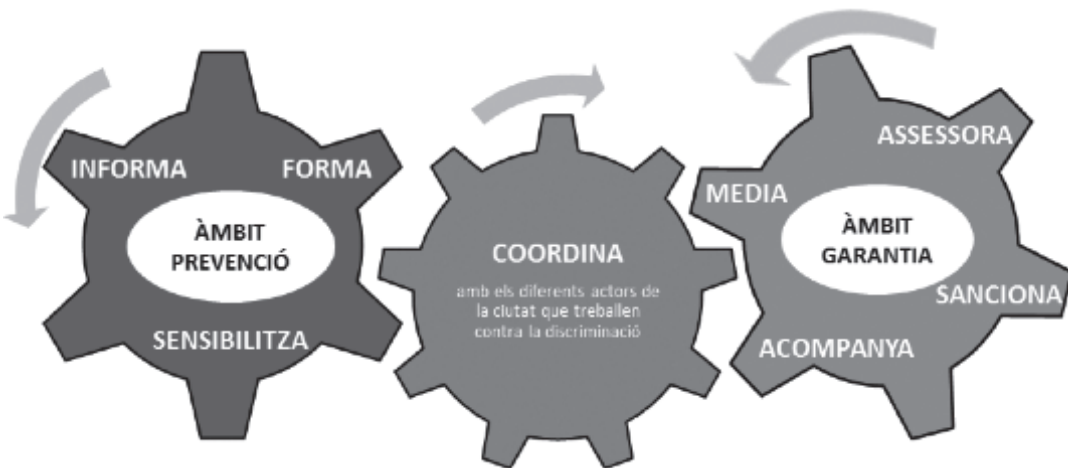 INFORMA
FORMA
ÀMBIT
PREVENCIÓ
SENSIBILITZA
COORDINA
amb els diferents actors de
la ciutat que treballen
contra la discriminació
ASSESSORA
MEDIA
ÀMBIT
GARANTIA
SANCIONA
ACOMPANYA